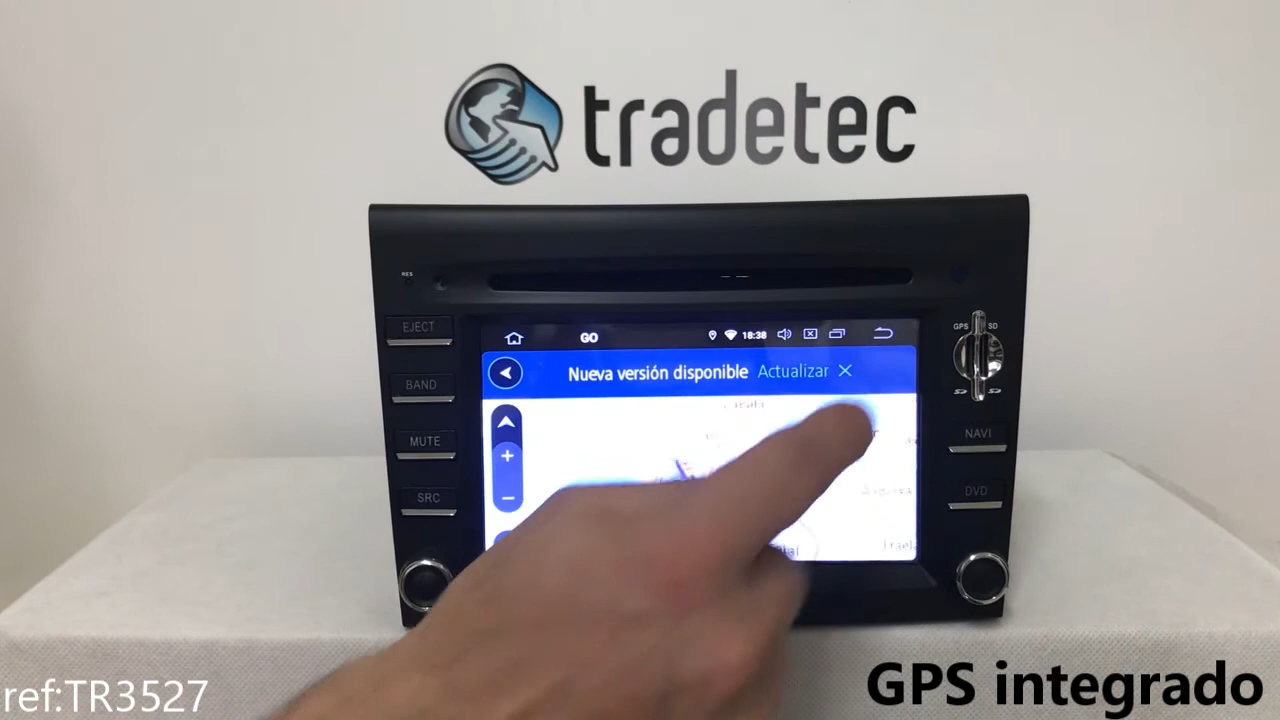 tradetec
RES
EJECT
BAND
MUTE
SRC
GO
18:38
Nueva versión disponible Actualizar
GPS SD
NAVI
DVD
ref:TR3527
GPS integrado